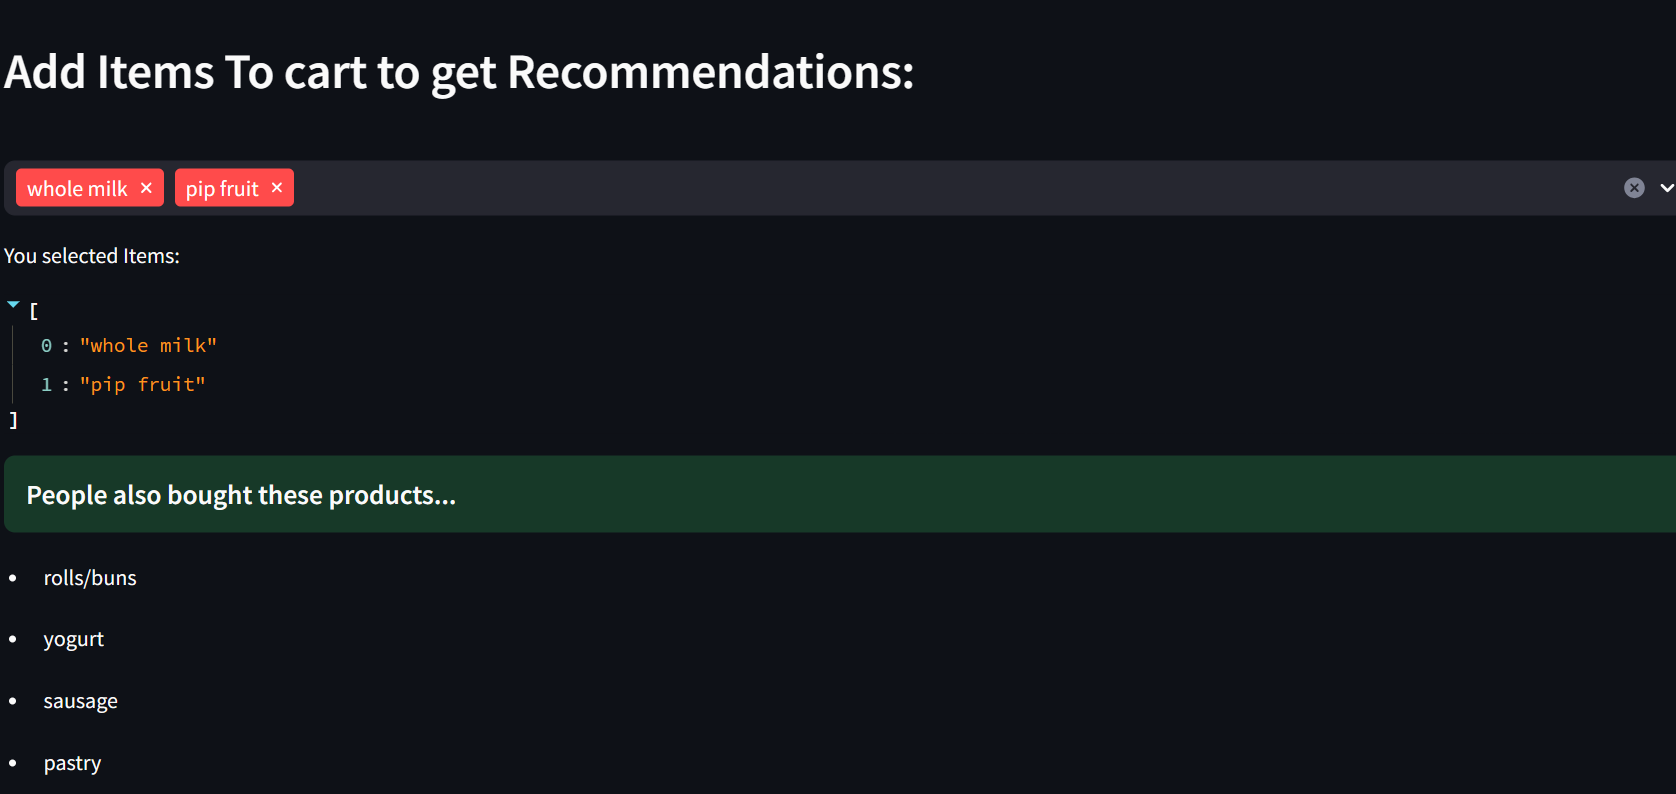 Add Items To cart to get Recommendations:
whole milk × pip fruit ×
You selected Items:
[
0 : "whole milk"
1 : "pip fruit"
]
People also bought these products...
• rolls/buns
• yogurt
• sausage
• pastry